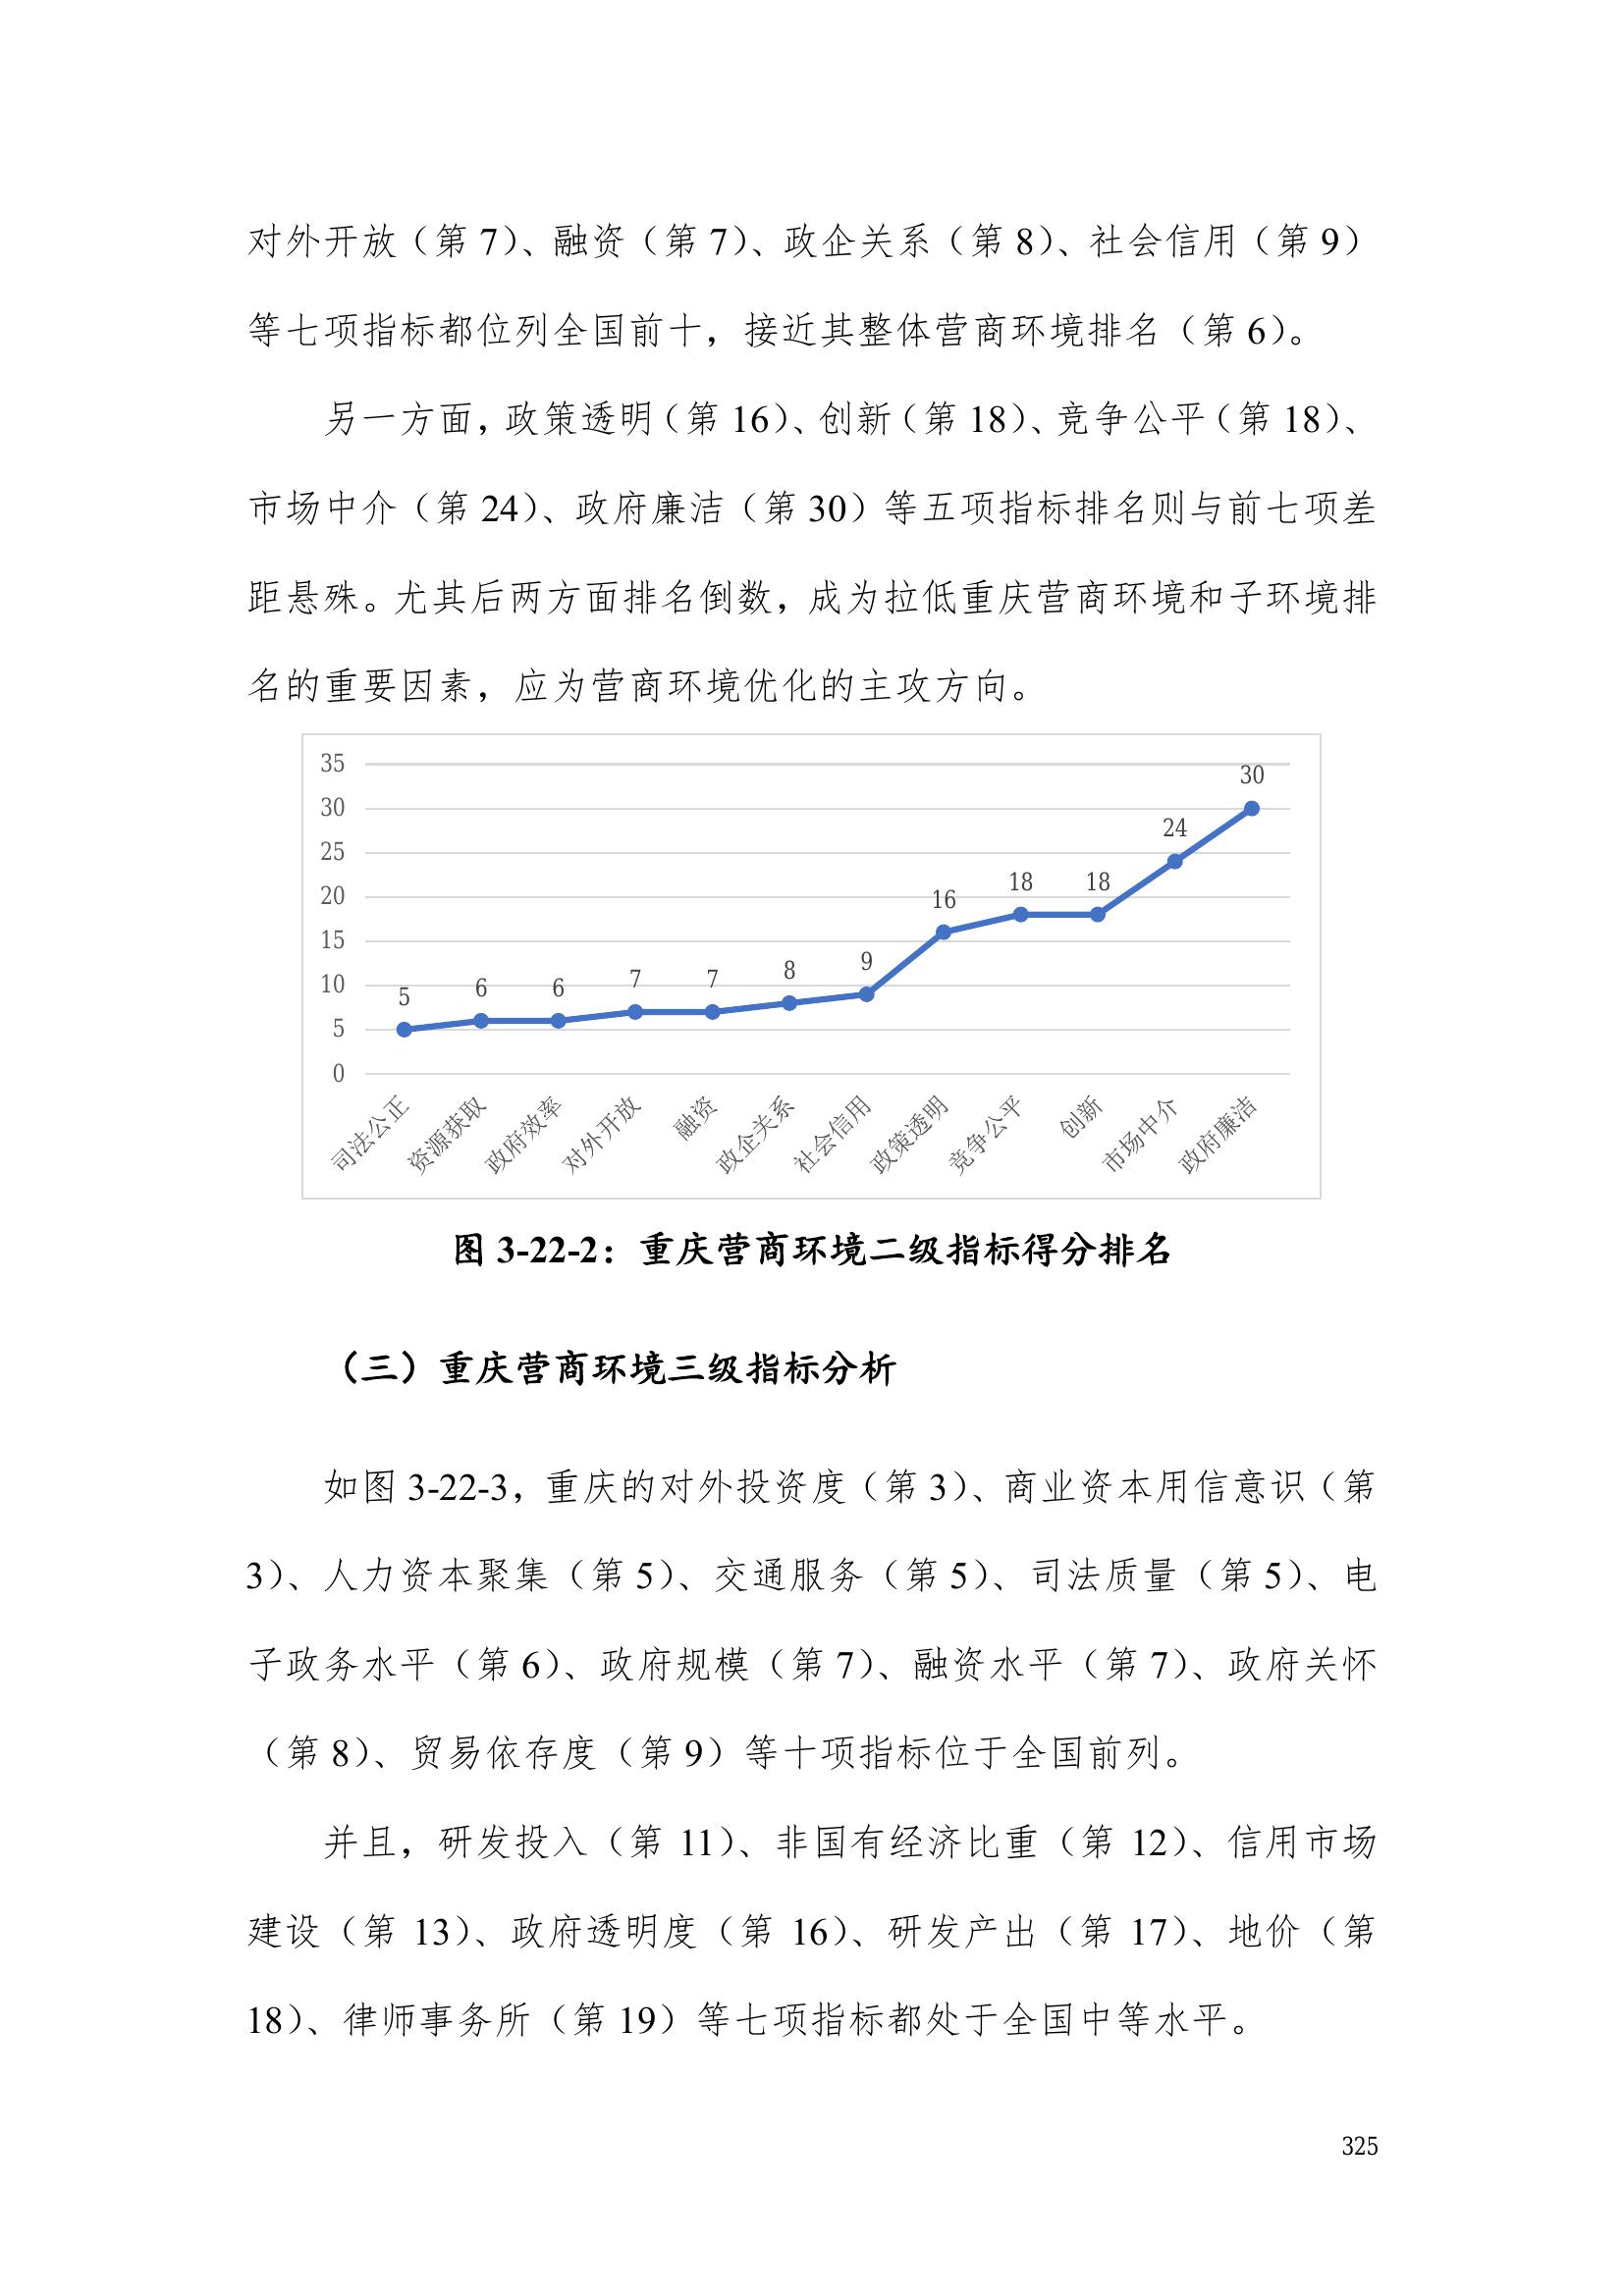 对外开放（第 7）、融资（第 7）、政企关系（第 8）、社会信用（第 9）
等七项指标都位列全国前十，接近其整体营商环境排名（第 6）。
另一方面，政策透明（第 16）、创新（第 18）、竞争公平（第 18）、
市场中介（第 24）、政府廉洁（第 30）等五项指标排名则与前七项差
距悬殊。尤其后两方面排名倒数，成为拉低重庆营商环境和子环境排
名的重要因素，应为营商环境优化的主攻方向。
35
30
25
20
15
10
5
0
5 6 6 7 7 8 9 16 18 18 24 30
司法公正 资源获取 政府效率 对外开放 融资 政企关系 社会信用 政策透明 竞争公平 创新 市场中介 政府廉洁
图 3-22-2：重庆营商环境二级指标得分排名
（三）重庆营商环境三级指标分析
如图 3-22-3，重庆的对外投资度（第 3）、商业资本用信意识（第
3）、人力资本聚集（第 5）、交通服务（第 5）、司法质量（第 5）、电
子政务水平（第 6）、政府规模（第 7）、融资水平（第 7）、政府关怀
（第 8）、贸易依存度（第 9）等十项指标位于全国前列。
并且，研发投入（第 11）、非国有经济比重（第 12）、信用市场
建设（第 13）、政府透明度（第 16）、研发产出（第 17）、地价（第
18）、律师事务所（第 19）等七项指标都处于全国中等水平。
325